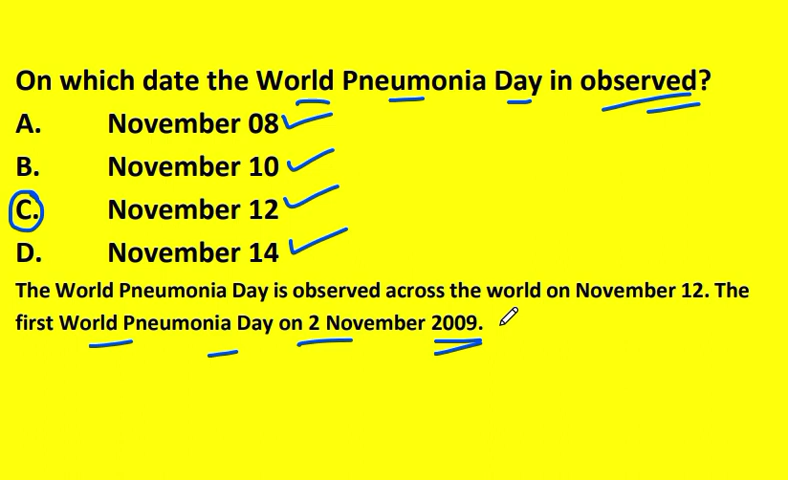 On which date the World Pneumonia Day in observed?
A. November 08
B. November 10
C. November 12
D. November 14
The World Pneumonia Day is observed across the world on November 12. The
first World Pneumonia Day on 2 November 2009.